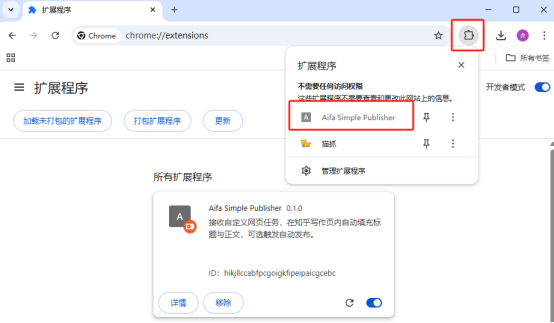 扩展程序
Chrome
chrome://extensions
虎
所有书签
扩展程序
开发者模式
加载未打包的扩展程序
打包扩展程序
更新
扩展程序
不需要任何访问权限
这些扩展程序不需要查看和更改此网站上的信息。
A
Aifa Simple Publisher
猫抓
管理扩展程序
所有扩展程序
A
Aifa Simple Publisher 0.1.0
接收自定义网页任务，在知乎写作页内自动填充标
题与正文，可选触发自动发布。
ID：hikjllccabfpcgoigkfipeipaicgcebc
详情
移除